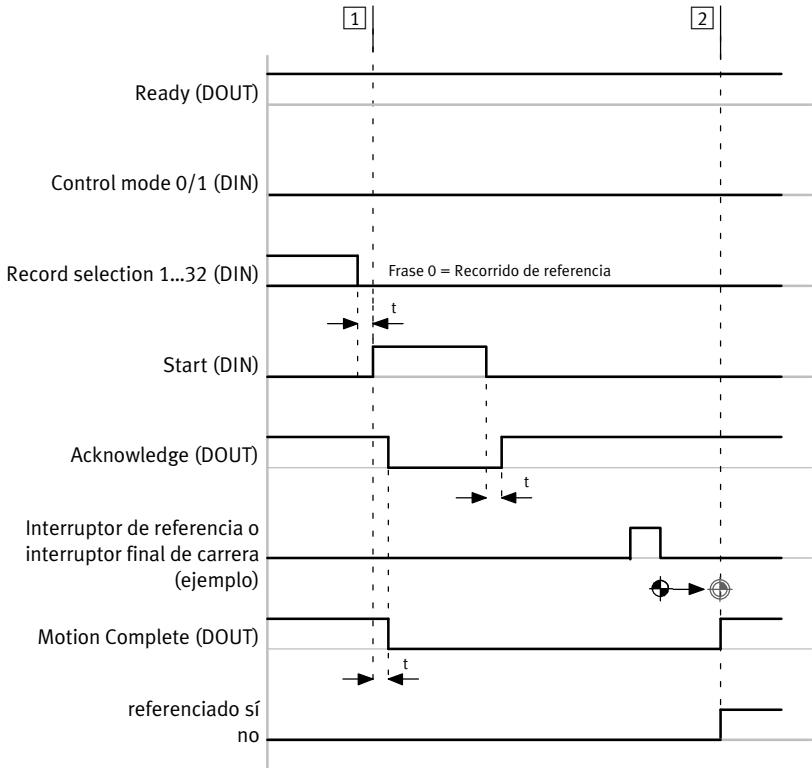 1
2
Ready (DOUT)
Control mode 0/1 (DIN)
Record selection 1...32 (DIN)
Frase 0 = Recorrido de referencia
t
Start (DIN)
Acknowledge (DOUT)
t
Interruptor de referencia o
interruptor final de carrera
(ejemplo)
Motion Complete (DOUT)
t
referenciado sí
no